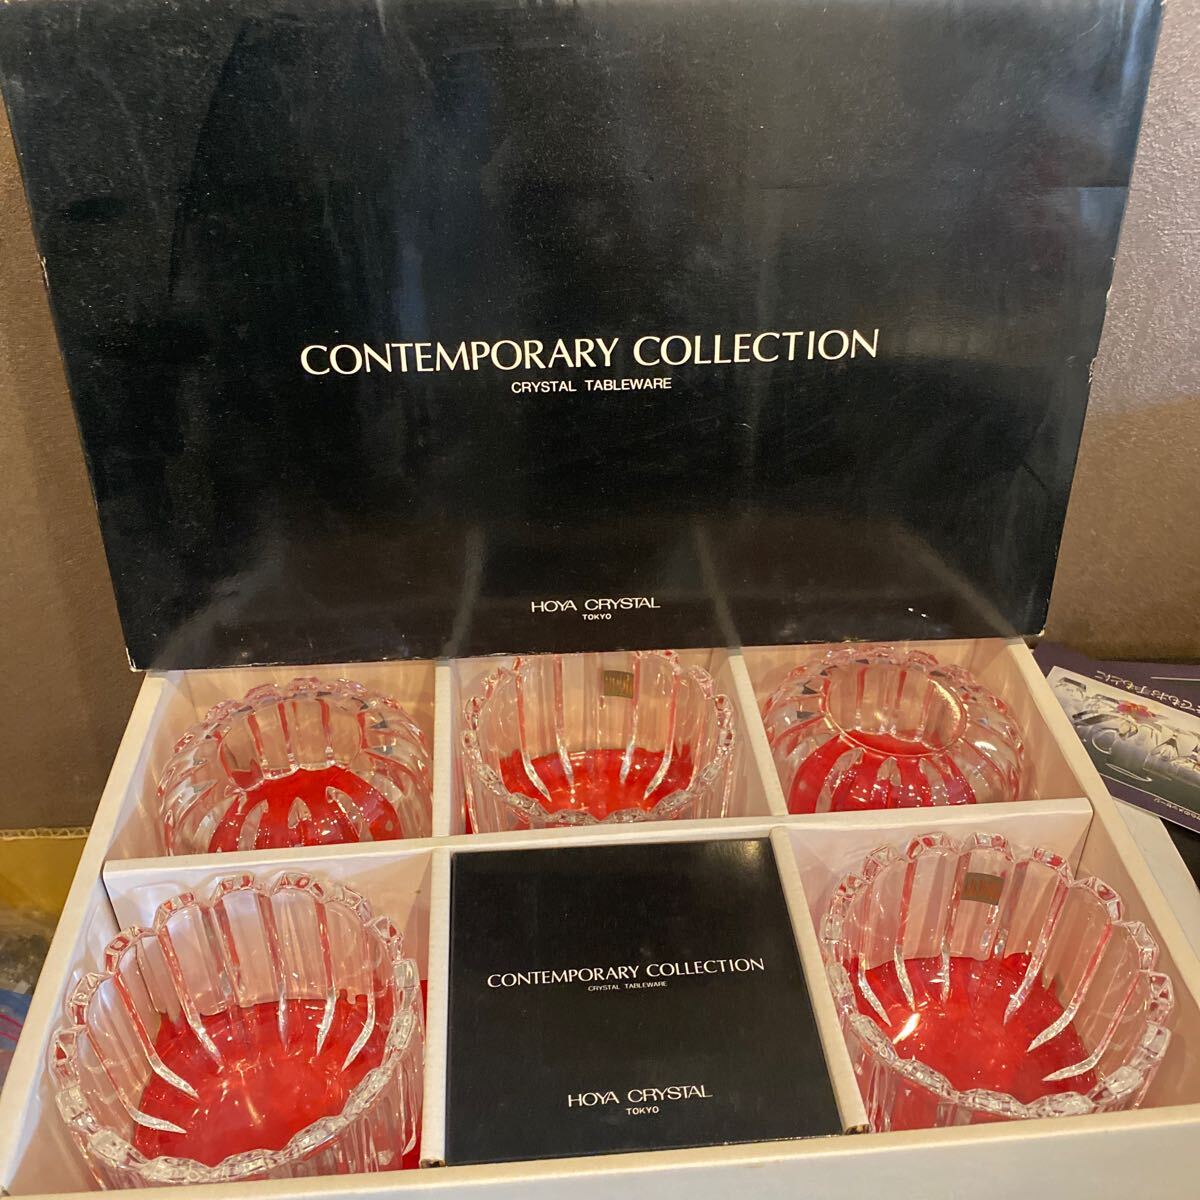 CONTEMPORARY COLLECTION
CRYSTAL TABLEWARE
HOYA CRYSTAL
TOKYO
CONTEMPORARY COLLECTION
CRYSTAL TABLEWARE
HOYA CRYSTAL
TOKYO